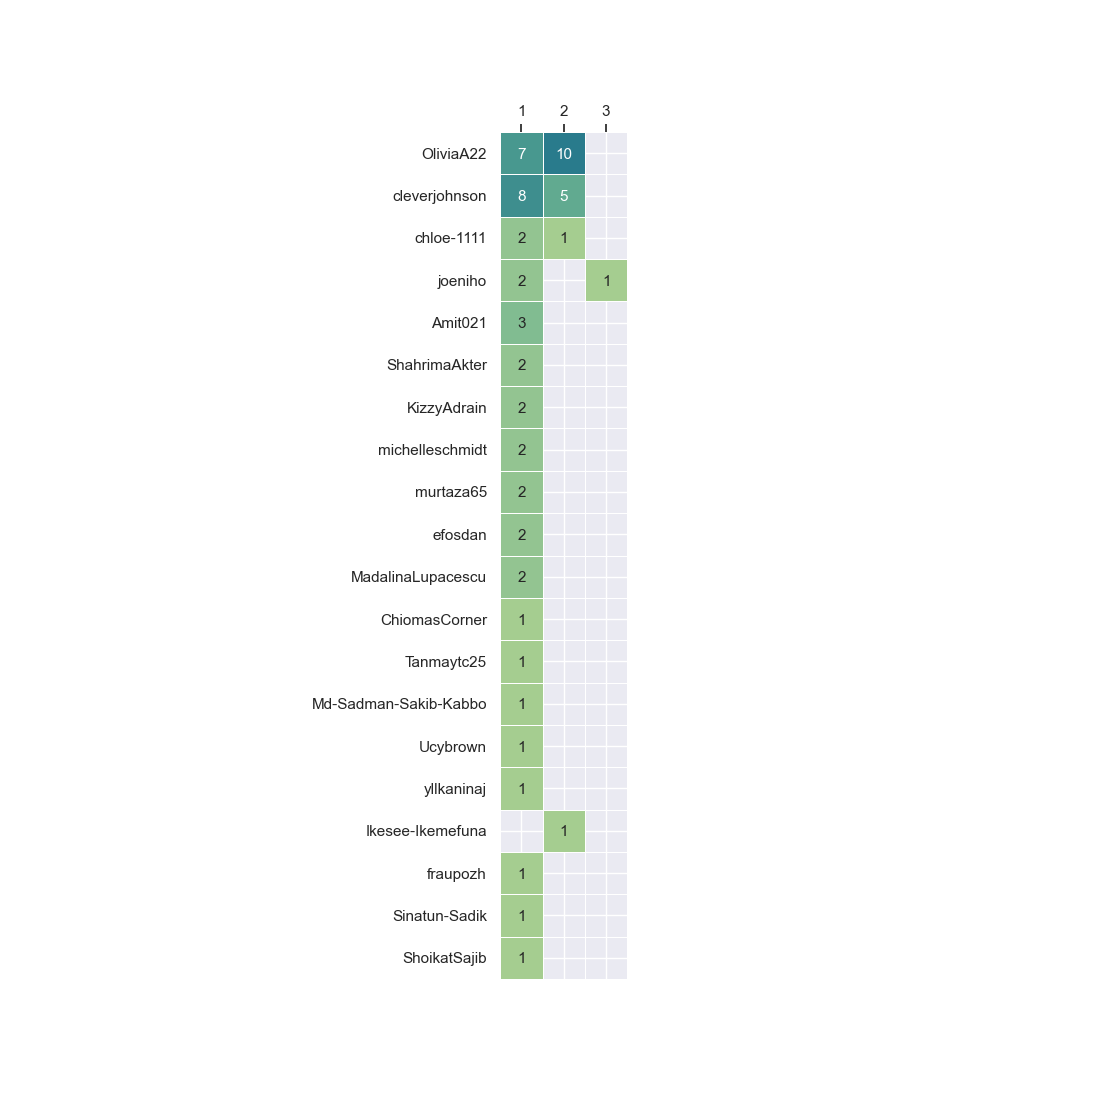 1 2 3
OliviaA22 7 10
cleverjohnson 8 5
chloe-1111 2 1
joeniho 2 1
Amit021 3
ShahrimaAkter 2
KizzyAdrain 2
michelleschmidt 2
murtaza65 2
efosdan 2
MadalinaLupacescu 2
ChiomasCorner 1
Tanmaytc25 1
Md-Sadman-Sakib-Kabbo 1
Ucybrown 1
yllkaninaj 1
Ikesee-Ikemefuna 1
fraupozh 1
Sinatun-Sadik 1
ShoikatSajib 1